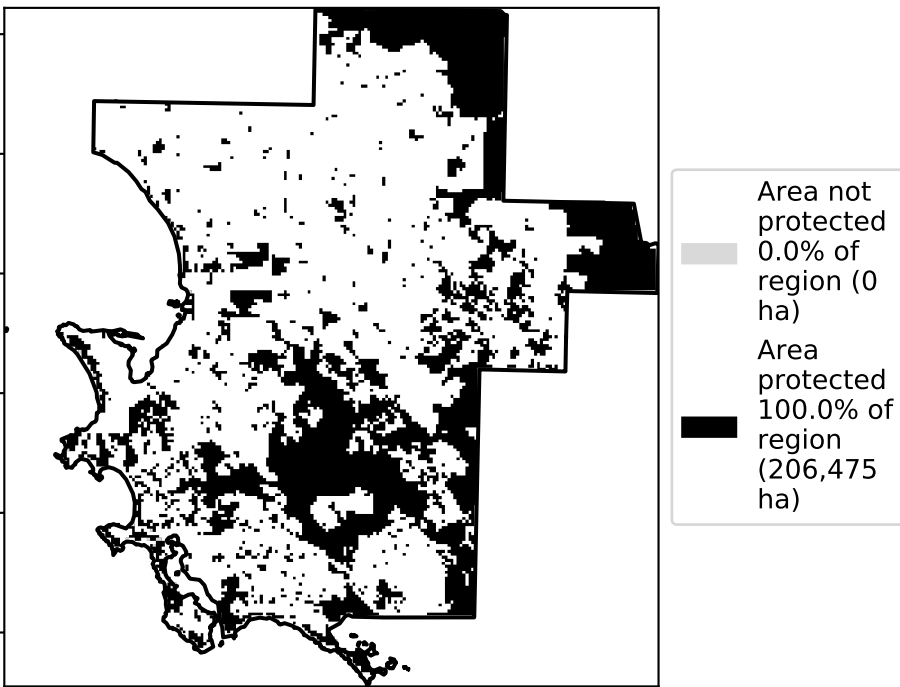 Area not
protected
0.0% of
region (0
ha)
Area
protected
100.0% of
region
(206,475
ha)